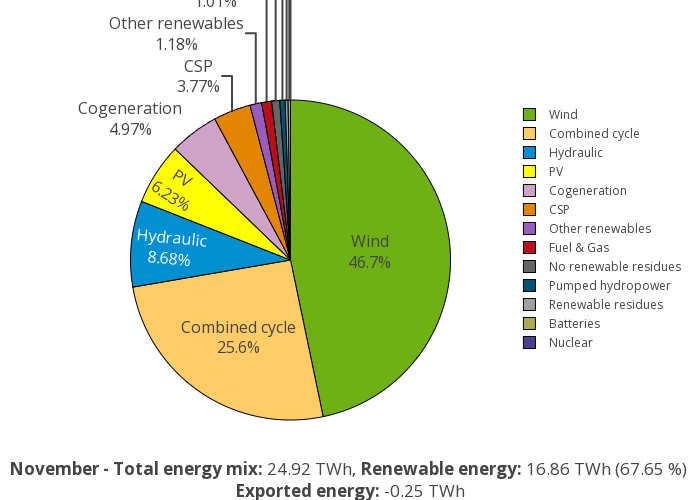 1.01%
Other renewables
1.18%
CSP
3.77%
Cogeneration
4.97%
PV
6.23%
Hydraulic
8.68%
Wind
46.7%
Combined cycle
25.6%
Wind
Combined cycle
Hydraulic
PV
Cogeneration
CSP
Other renewables
Fuel & Gas
No renewable residues
Pumped hydropower
Renewable residues
Batteries
Nuclear
November - Total energy mix: 24.92 TWh, Renewable energy: 16.86 TWh (67.65 %)
Exported energy: -0.25 TWh